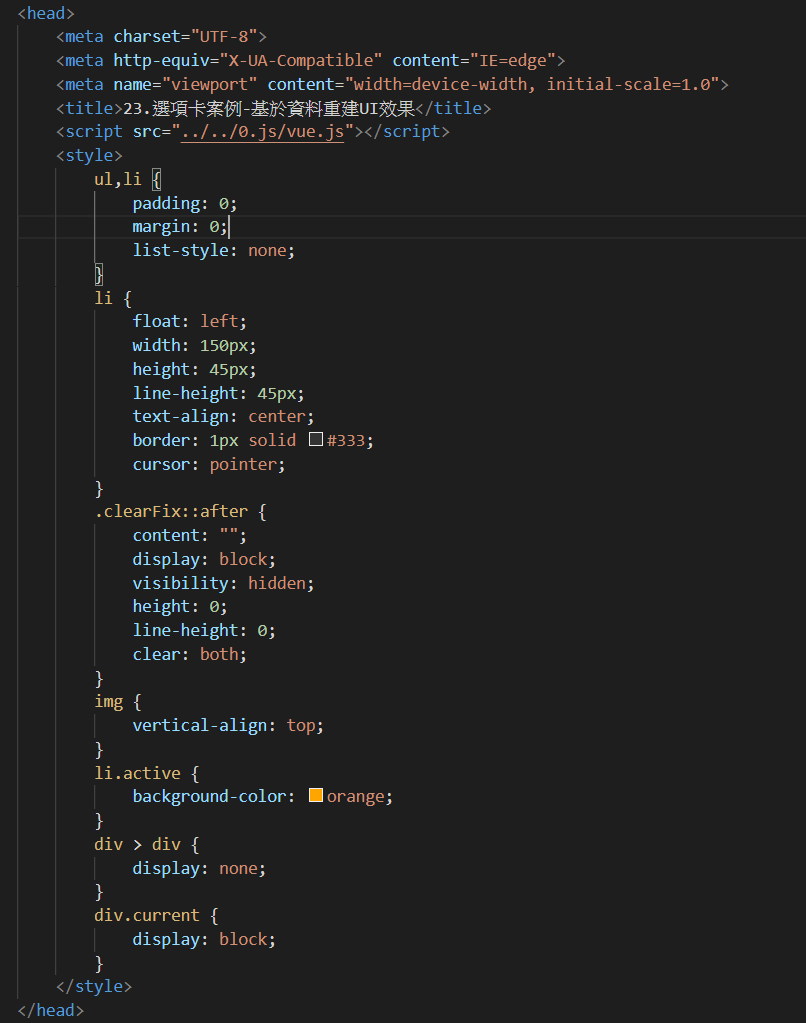 <head>
<meta charset="UTF-8">
<meta http-equiv="X-UA-Compatible" content="IE=edge">
<meta name="viewport" content="width=device-width, initial-scale=1.0">
<title>23.選項卡案例-基於資料重建UI效果</title>
<script src="../../0.js/vue.js"></script>
<style>
ul,li {
padding: 0;
margin: 0;
list-style: none;
}
li {
float: left;
width: 150px;
height: 45px;
line-height: 45px;
text-align: center;
border: 1px solid #333;
cursor: pointer;
}
.clearFix::after {
content: "";
display: block;
visibility: hidden;
height: 0;
line-height: 0;
clear: both;
}
img {
vertical-align: top;
}
li.active {
background-color: orange;
}
div > div {
display: none;
}
div.current {
display: block;
}
</style>
</head>